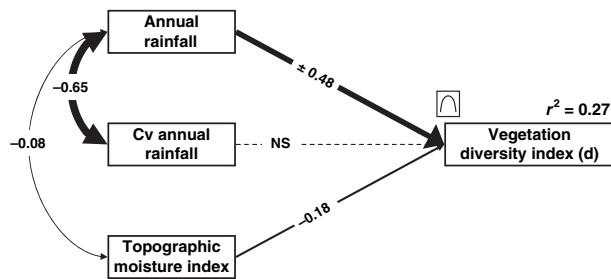 Annual
rainfall
± 0.48
–0.65
r² = 0.27
Cv annual
rainfall
NS
Vegetation
diversity index (d)
–0.08
–0.18
Topographic
moisture index